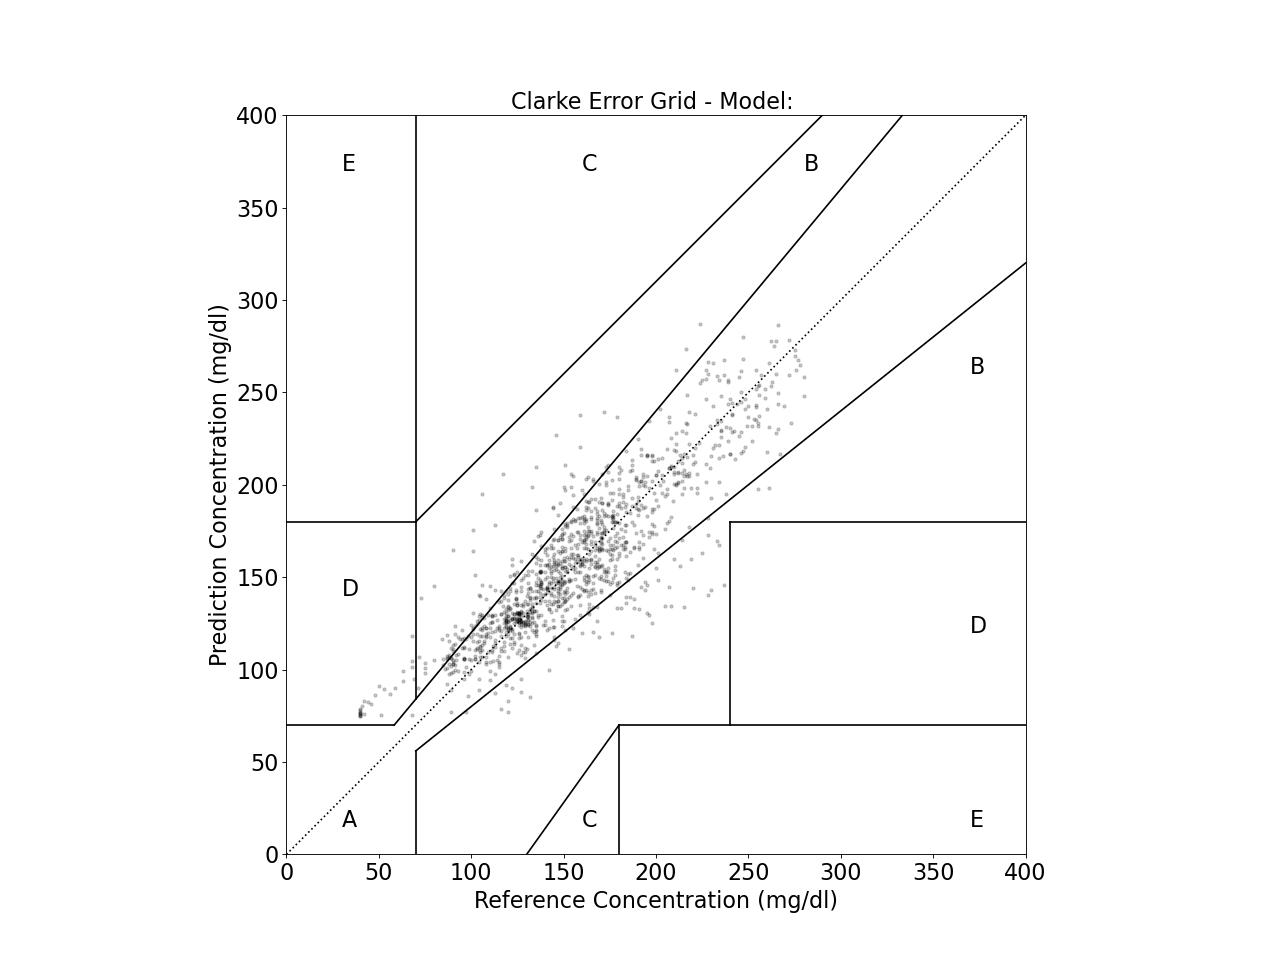 Clarke Error Grid - Model:
400
E
C
B
350
300
B
250
200
150
D
D
100
50
A
C
E
0
0 50 100 150 200 250 300 350 400
Prediction Concentration (mg/dl)
Reference Concentration (mg/dl)